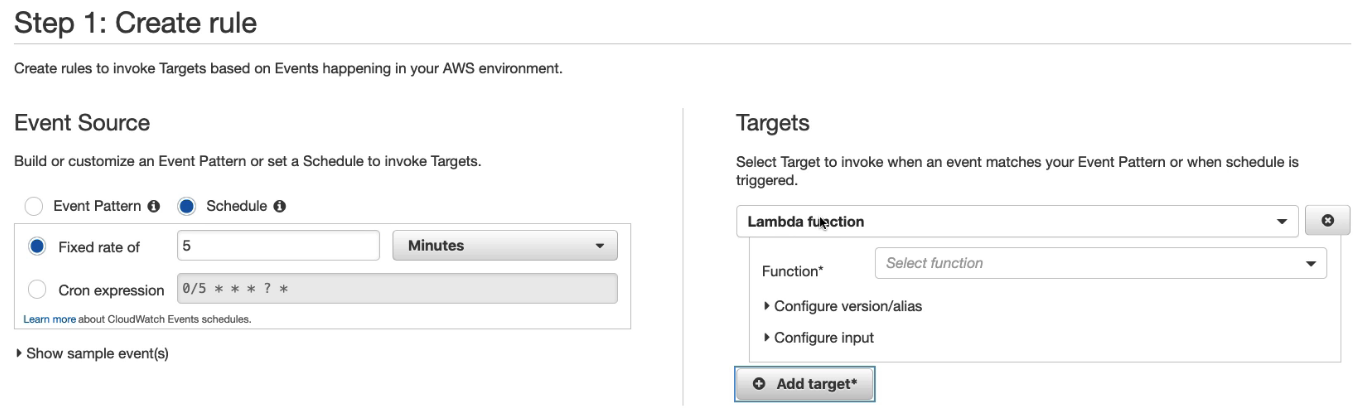 Step 1: Create rule
Create rules to invoke Targets based on Events happening in your AWS environment.
Event Source
Build or customize an Event Pattern or set a Schedule to invoke Targets.
Event Pattern Schedule
Fixed rate of 5 Minutes
Cron expression 0/5 * * * ? *
Learn more about CloudWatch Events schedules.
Show sample event(s)
Targets
Select Target to invoke when an event matches your Event Pattern or when schedule is
triggered.
Lambda function
Function* Select function
Configure version/alias
Configure input
Add target*